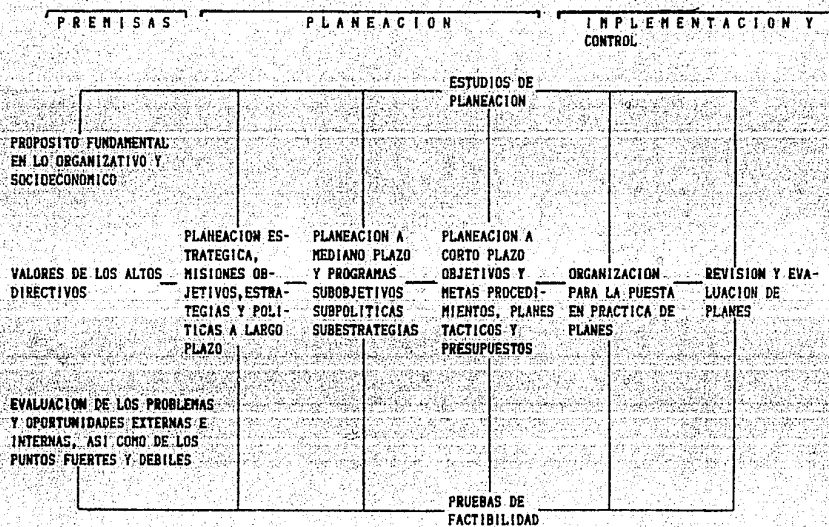 PREMISAS
PLANEACION
IMPLEMENTACION Y
CONTROL
ESTUDIOS DE
PLANEACION
PROPOSITO FUNDAMENTAL
EN LO ORGANIZATIVO Y
SOCIOECONOMICO
VALORES DE LOS ALTOS
DIRECTIVOS
PLANEACION ES-
TRATEGICA,
MISIONES OB-
JETIVOS, ESTRA-
TEGIAS Y POLI-
TICAS A LARGO
PLAZO
PLANEACION A
MEDIANO PLAZO
Y PROGRAMAS
SUBOBJETIVOS
SUBPOLITICAS
SUBESTRATEGIAS
PLANEACION A
CORTO PLAZO
OBJETIVOS Y
METAS PROCEDI-
MIENTOS, PLANES
TACTICOS Y
PRESUPUESTOS
ORGANIZACION
PARA LA PUESTA
EN PRACTICA DE
PLANES
REVISION Y EVA-
LUACION DE
PLANES
EVALUACION DE LOS PROBLEMAS
Y OPORTUNIDADES EXTERNAS E
INTERNAS, ASI COMO DE LOS
PUNTOS FUERTES Y DEBILES
PRUEBAS DE
FACTIBILIDAD